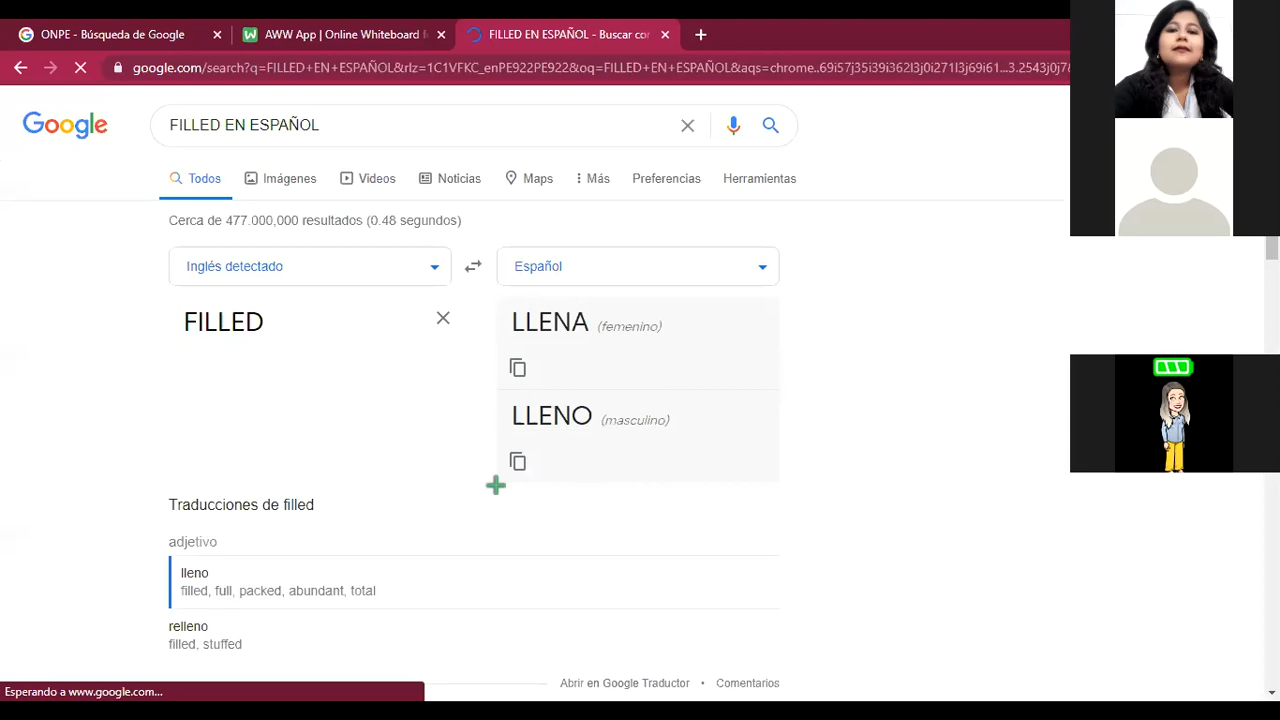 ONPE - Búsqueda de Google
AWW App | Online Whiteboard f
FILLED EN ESPAÑOL - Buscar con
google.com/search?q=FILLED+EN+ESPAÑOL&rlz=1C1VFKC_enPE922PE922&oq=FILLED+EN+ESPAÑOL&aqs=chrome..69i57j35i39i362l3j0i271l3j69i61...3.2543j0j7&
Google
FILLED EN ESPAÑOL
Todos
Imágenes
Videos
Noticias
Maps
Más
Preferencias
Herramientas
Cerca de 477.000,000 resultados (0.48 segundos)
Inglés detectado
Español
FILLED
LLENA (femenino)
LLENO (masculino)
Traducciones de filled
adjetivo
lleno
filled, full, packed, abundant, total
relleno
filled, stuffed
Abrir en Google Traductor • Comentarios
Esperando a www.google.com...